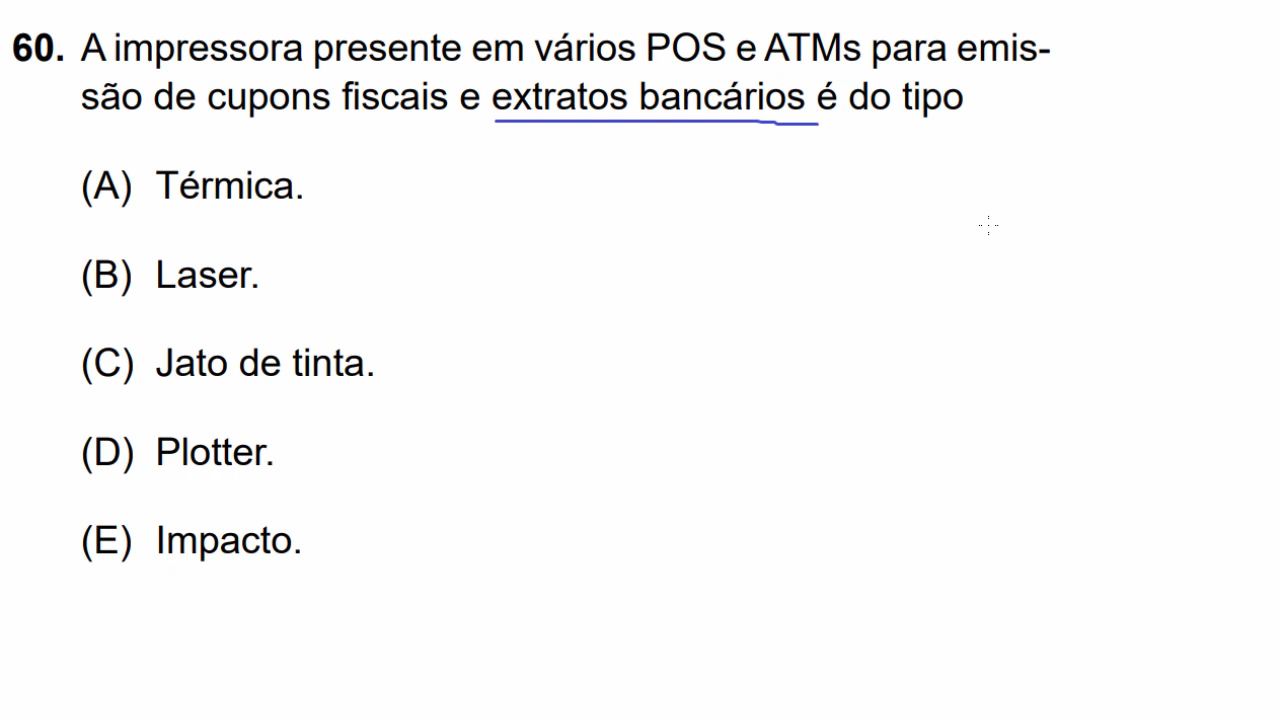 60. A impressora presente em vários POS e ATMs para emis-
são de cupons fiscais e extratos bancários é do tipo
(A) Térmica.
(B) Laser.
(C) Jato de tinta.
(D) Plotter.
(E) Impacto.